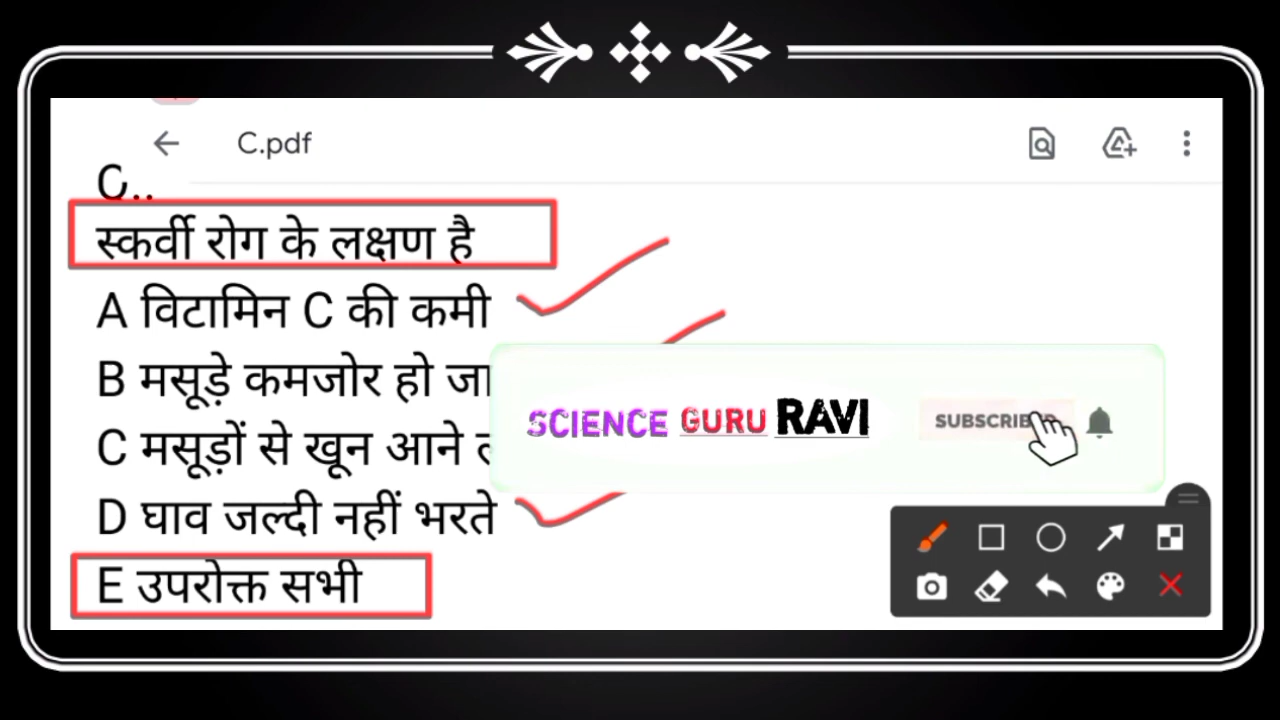 C.pdf
C..
स्कर्वी रोग के लक्षण है
A विटामिन C की कमी
B मसूड़े कमजोर हो
C मसूड़ों से खून आने
SCIENCE GURU RAVI
D घाव जल्दी नहीं भरते
E उपरोक्त सभी